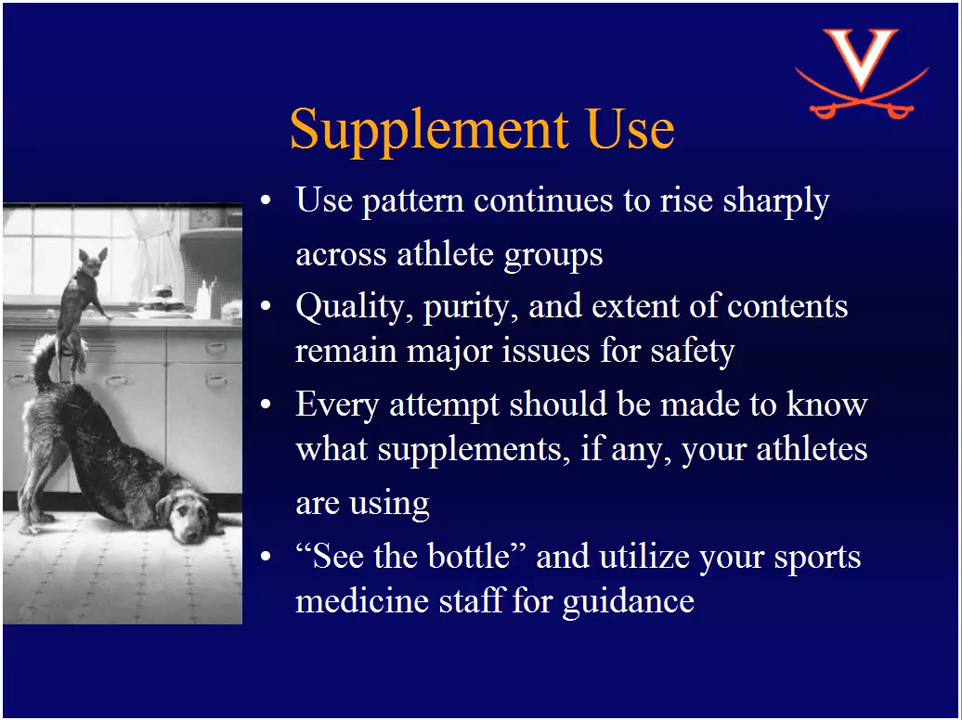 V
Supplement Use
• Use pattern continues to rise sharply
across athlete groups
• Quality, purity, and extent of contents
remain major issues for safety
• Every attempt should be made to know
what supplements, if any, your athletes
are using
• “See the bottle” and utilize your sports
medicine staff for guidance